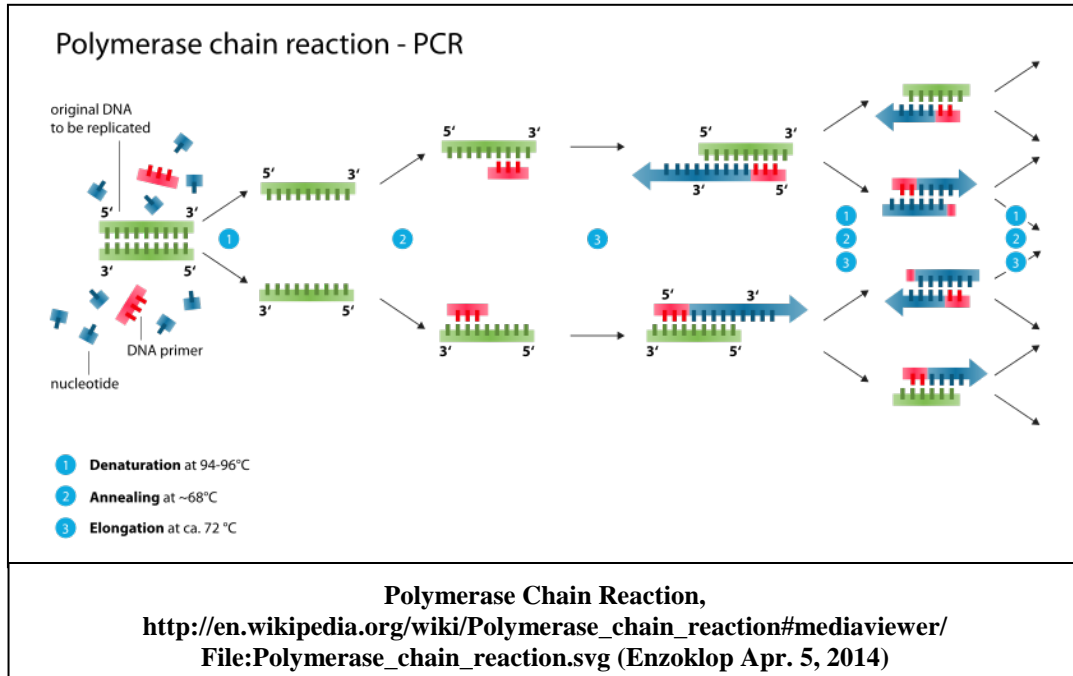 Polymerase chain reaction - PCR
original DNA
to be replicated
5‘ 3‘
3‘ 5‘
DNA primer
nucleotide
1
5‘ 3‘
3‘ 5‘
2
5‘ 3‘
3‘ 5‘
3
5‘ 3‘
3‘ 5‘
5‘ 3‘
3‘ 5‘
1
2
3
1
2
3
1 Denaturation at 94-96°C
2 Annealing at ~68°C
3 Elongation at ca. 72 °C
Polymerase Chain Reaction,
http://en.wikipedia.org/wiki/Polymerase_chain_reaction#mediaviewer/
File:Polymerase_chain_reaction.svg (Enzoklop Apr. 5, 2014)